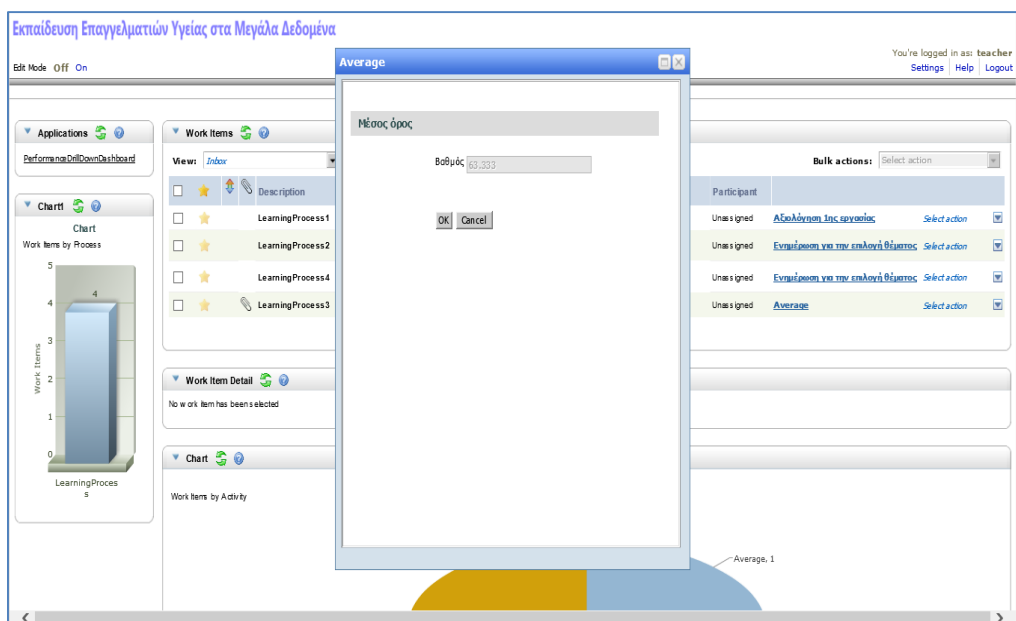 Εκπαίδευση Επαγγελματιών Υγείας στα Μεγάλα Δεδομένα
You're logged in as: teacher
Edit Mode Off On
Settings Help Logout
Average
Μέσος όρος
Βαθμός 63.333
OK Cancel
Applications
PerformanceDrillDownDashboard
Chart1
Chart
Work Items by Process
5
4
4
3
2
1
0
Work Items
LearningProces
s
Work Items
View: Inbox
Bulk actions: Select action
Description Participant
LearningProcess1 Unassigned Αξιολόγηση 1ης εργασίας Select action
LearningProcess2 Unassigned Ενημέρωση για την επιλογή θέματος Select action
LearningProcess4 Unassigned Ενημέρωση για την επιλογή θέματος Select action
LearningProcess3 Unassigned Average Select action
Work Item Detail
No work item has been selected
Chart
Work Items by Activity
Average, 1